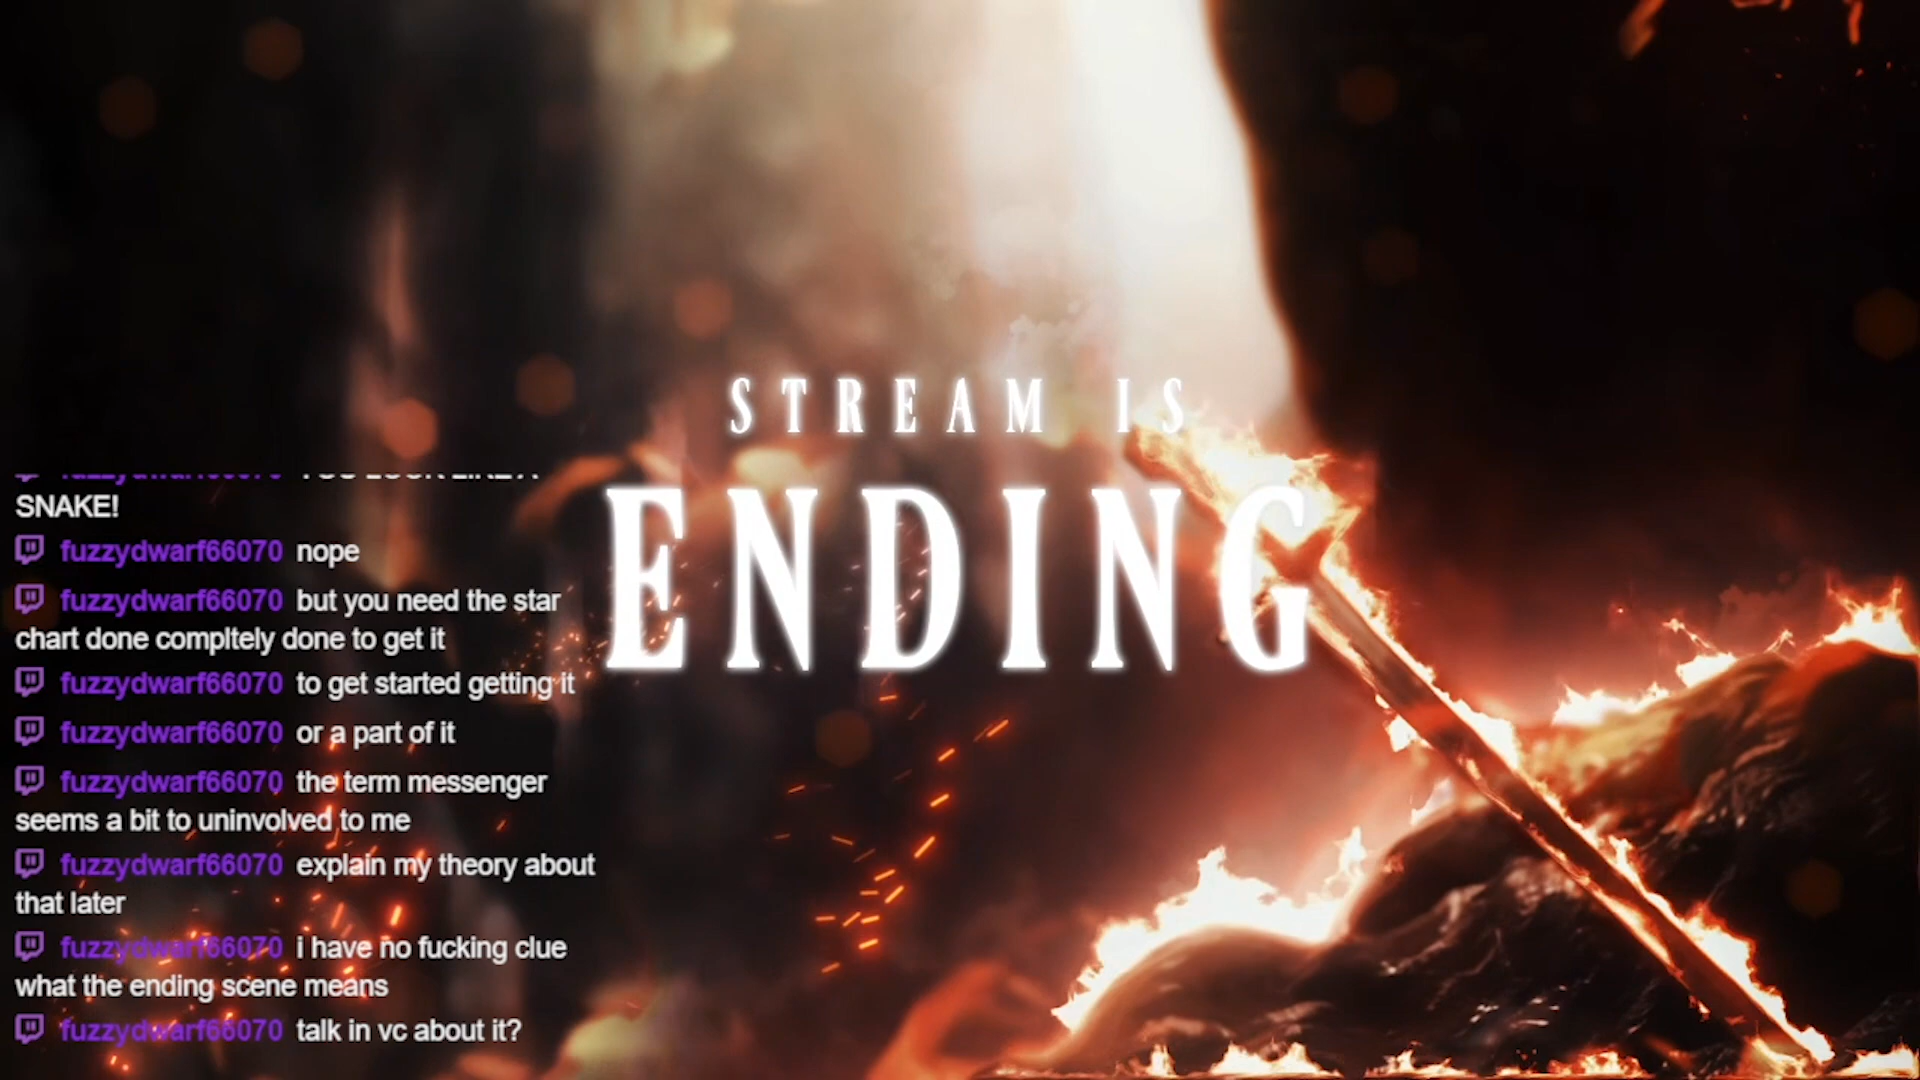 STREAM IS
ENDING
SNAKE!
fuzzydwarf66070 nope
fuzzydwarf66070 but you need the star
chart done compltely done to get it
fuzzydwarf66070 to get started getting it
fuzzydwarf66070 or a part of it
fuzzydwarf66070 the term messenger
seems a bit to uninvolved to me
fuzzydwarf66070 explain my theory about
that later
fuzzydwarf66070 i have no fucking clue
what the ending scene means
fuzzydwarf66070 talk in vc about it?